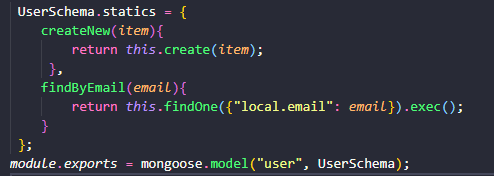 UserSchema.statics = {
createNew(item){
return this.create(item);
},
findByEmail(email){
return this.findOne({"local.email": email}).exec();
}
};
module.exports = mongoose.model("user", UserSchema);